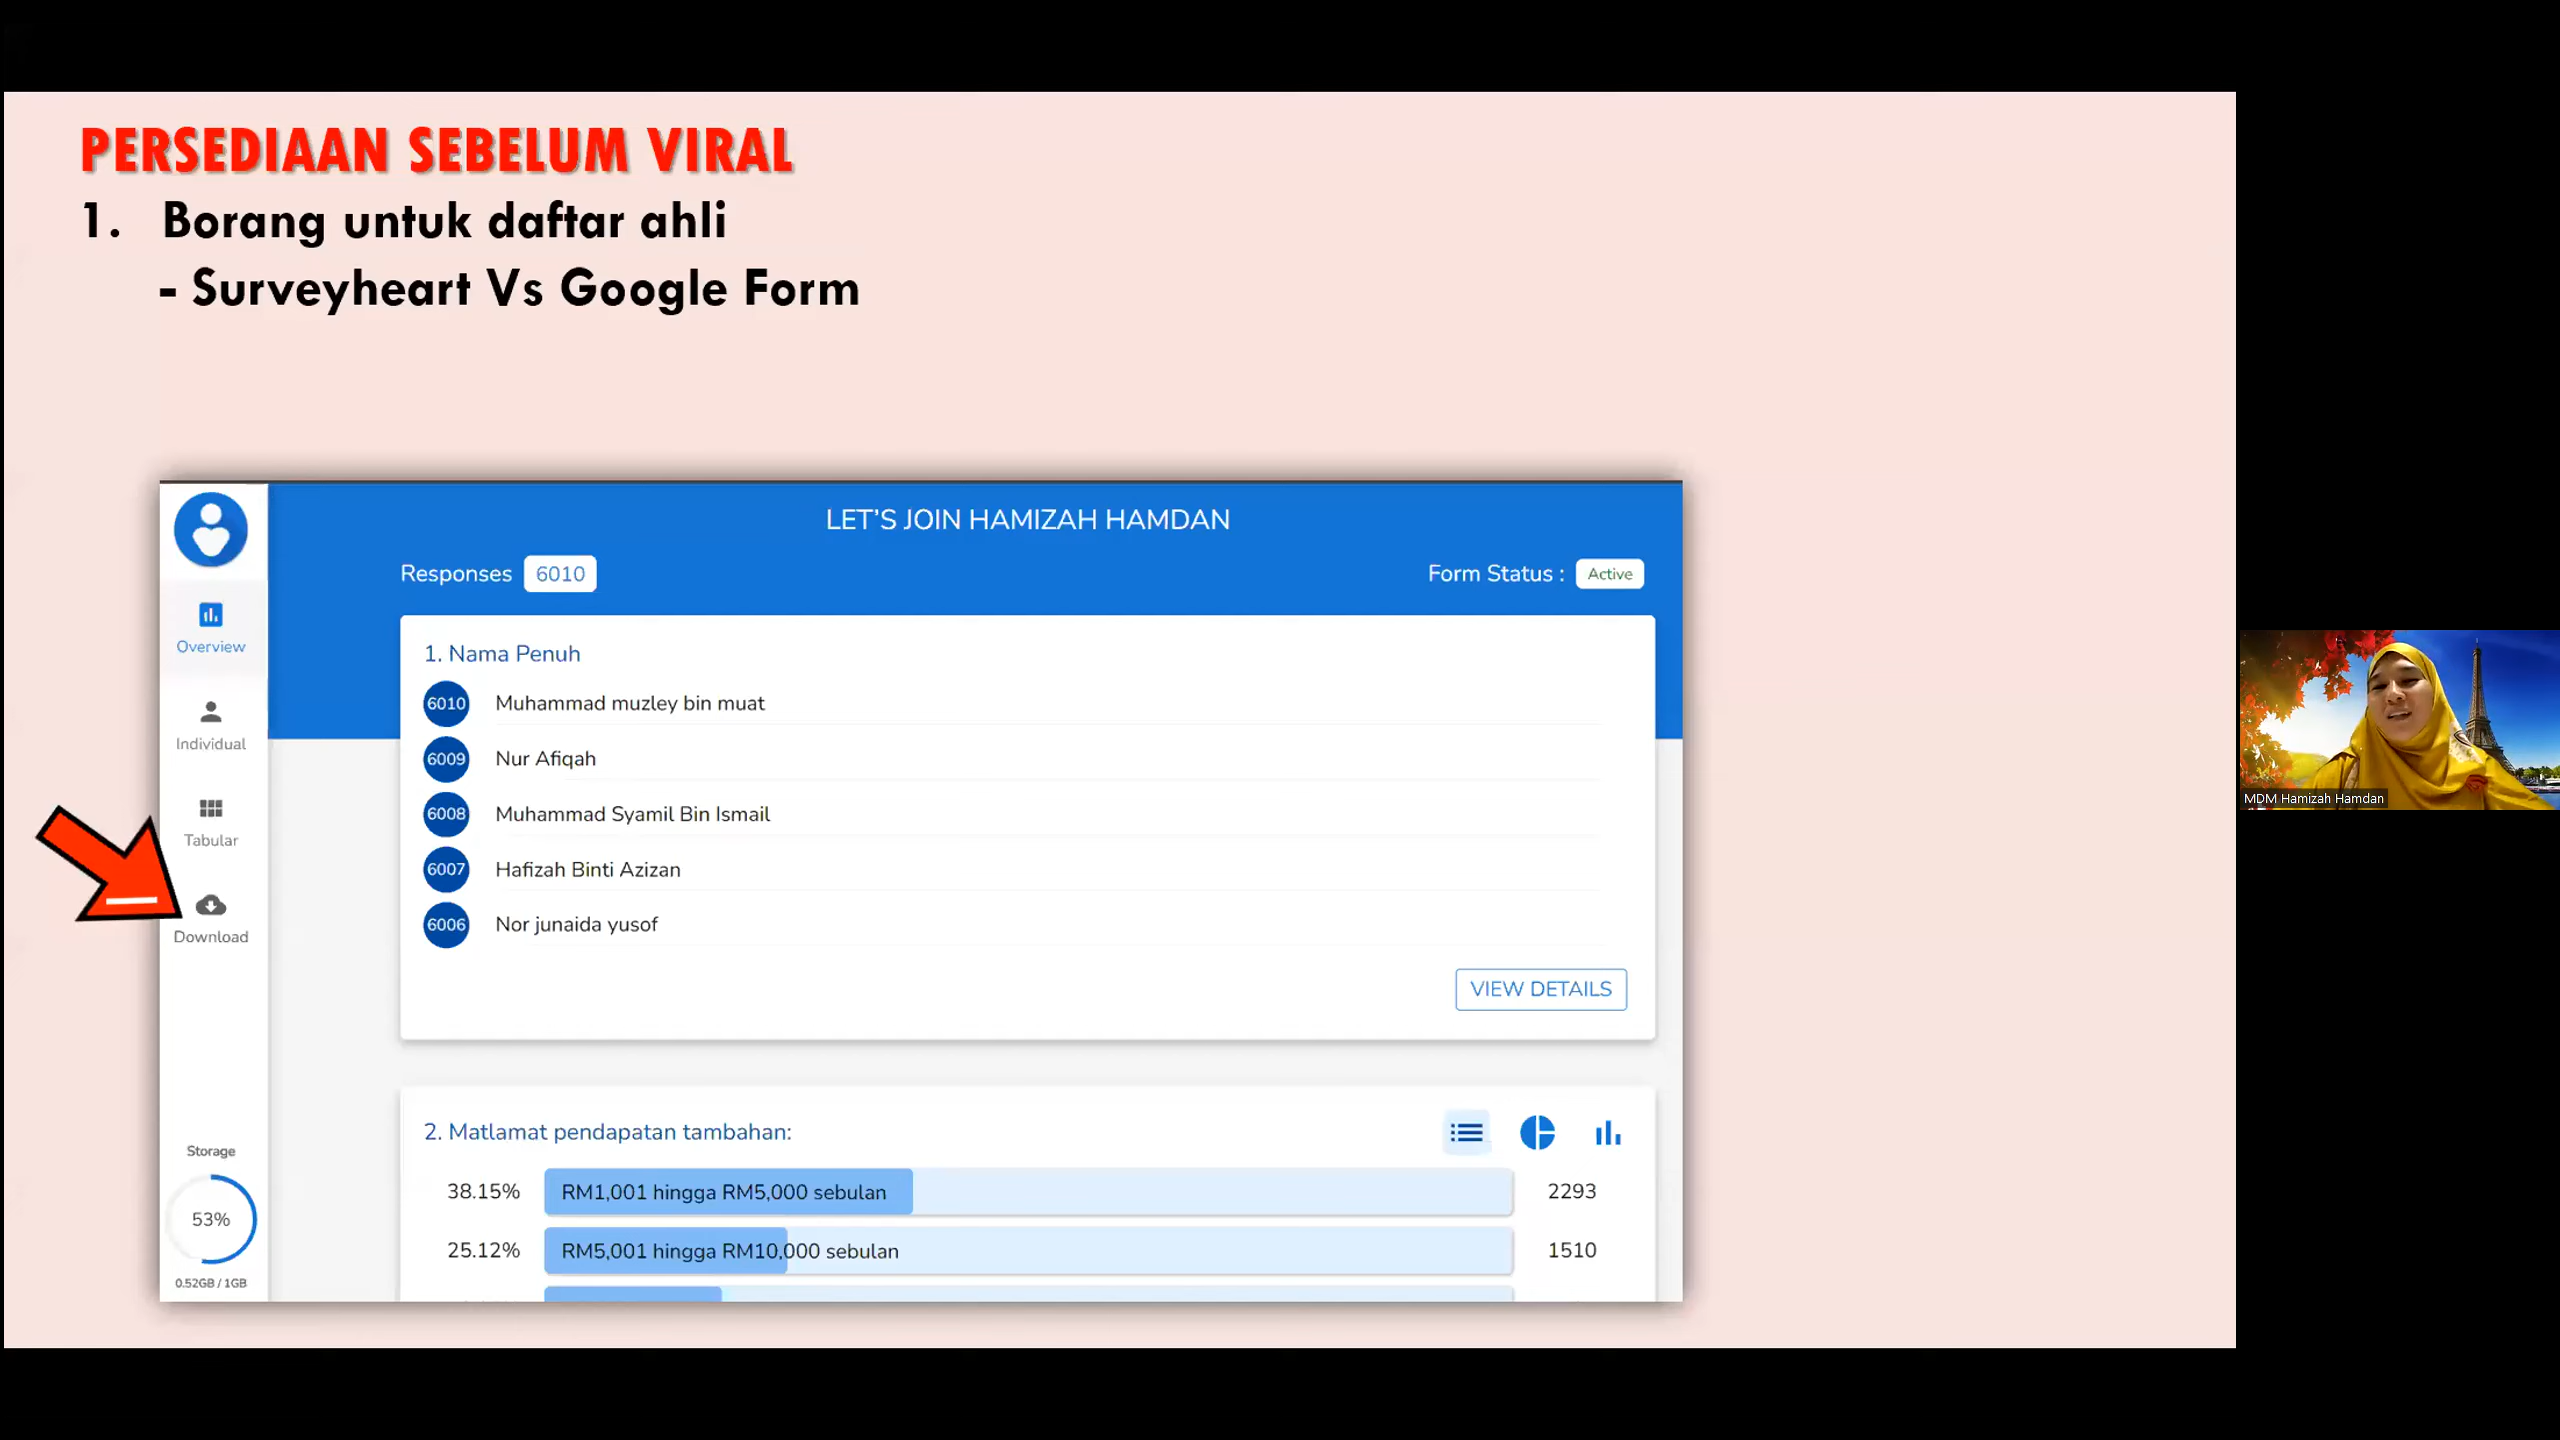 PERSEDIAAN SEBELUM VIRAL
1. Borang untuk daftar ahli
- Surveyheart Vs Google Form
LET'S JOIN HAMIZAH HAMDAN
Responses 6010
Form Status : Active
Overview
Individual
Tabular
Download
Storage
53%
0.52GB / 1GB
1. Nama Penuh
6010 Muhammad muzley bin muat
6009 Nur Afiqah
6008 Muhammad Syamil Bin Ismail
6007 Hafizah Binti Azizan
6006 Nor junaida yusof
VIEW DETAILS
2. Matlamat pendapatan tambahan:
38.15% RM1,001 hingga RM5,000 sebulan 2293
25.12% RM5,001 hingga RM10,000 sebulan 1510
MDM Hamizah Hamdan